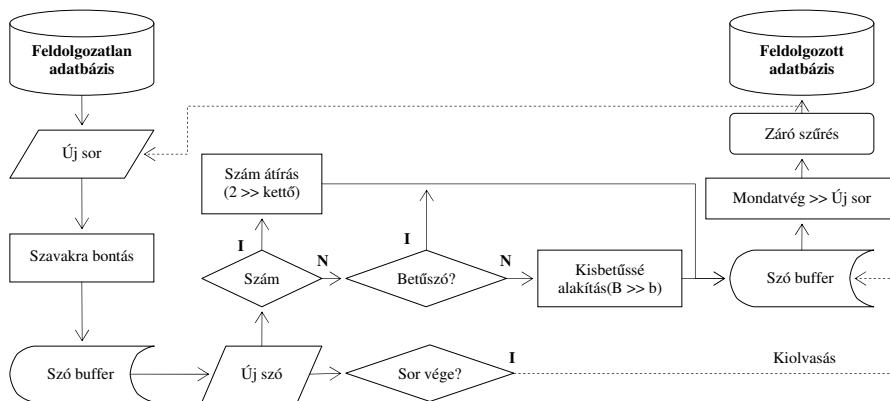 Feldolgozatlan
adatbázis
Feldolgozott
adatbázis
Új sor
Záró szűrés
Szám átírás
(2 >> kettő)
Mondatvég >> Új sor
Szavakra bontás
I
N
I
N
Szám
Betűszó?
Kisbetűssé
alakítás(B >> b)
Szó buffer
Szó buffer
Új szó
Sor vége?
I
Kiolvasás